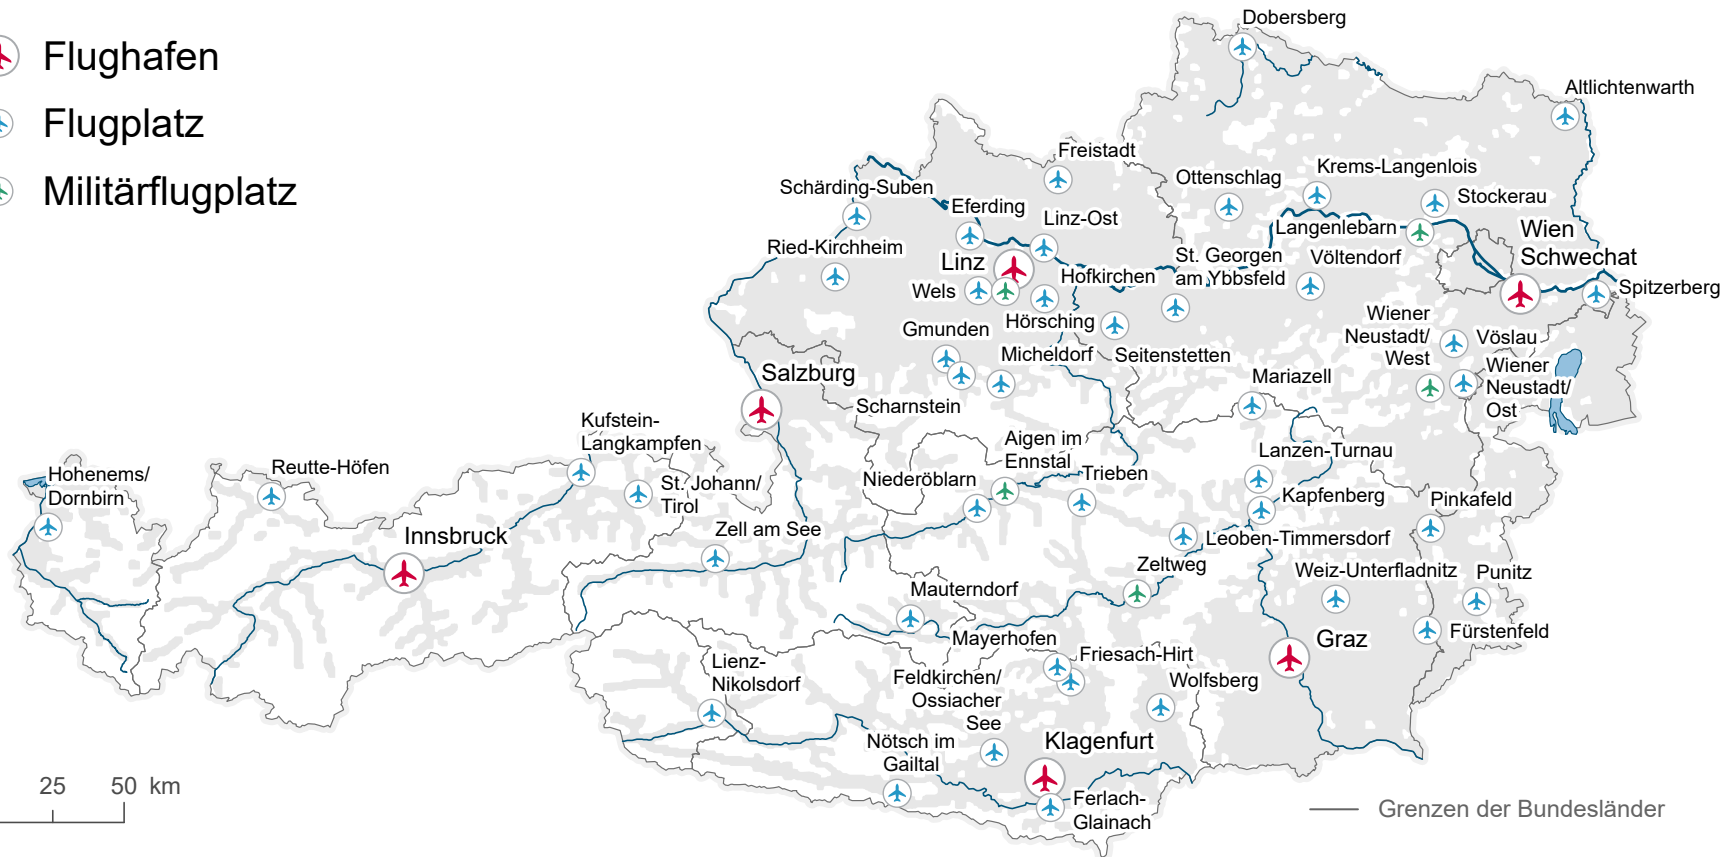 Flughafen
Flugplatz
Militärflugplatz
Dobersberg
Altlichtenwarth
Freistadt
Krems-Langenlois
Ottenschlag
Schärding-Suben
Stockerau
Eferding
Linz-Ost
Langenlebarn
Wien
Schwechat
Ried-Kirchheim
St. Georgen
am Ybbsfeld
Völtendorf
Linz
Hofkirchen
Spitzerberg
Wels
Hörsching
Wiener
Neustadt/
West
Vöslau
Gmunden
Micheldorf
Seitenstetten
Wiener
Neustadt/
Ost
Salzburg
Mariazell
Scharnstein
Kufstein-
Langkampfen
Aigen im
Ennstal
Lanzen-Turnau
Hohenems/
Dornbirn
Reutte-Höfen
St. Johann/
Tirol
Niederöblarn
Trieben
Kapfenberg
Pinkafeld
Innsbruck
Zell am See
Leoben-Timmersdorf
Zeltweg
Weiz-Unterfladnitz
Punitz
Mauterndorf
Mayerhofen
Fürstenfeld
Graz
Friesach-Hirt
Lienz-
Nikolsdorf
Feldkirchen/
Ossiacher
See
Wolfsberg
Nötsch im
Gailtal
Klagenfurt
Ferlach-
Glainach
25 50 km
Grenzen der Bundesländer